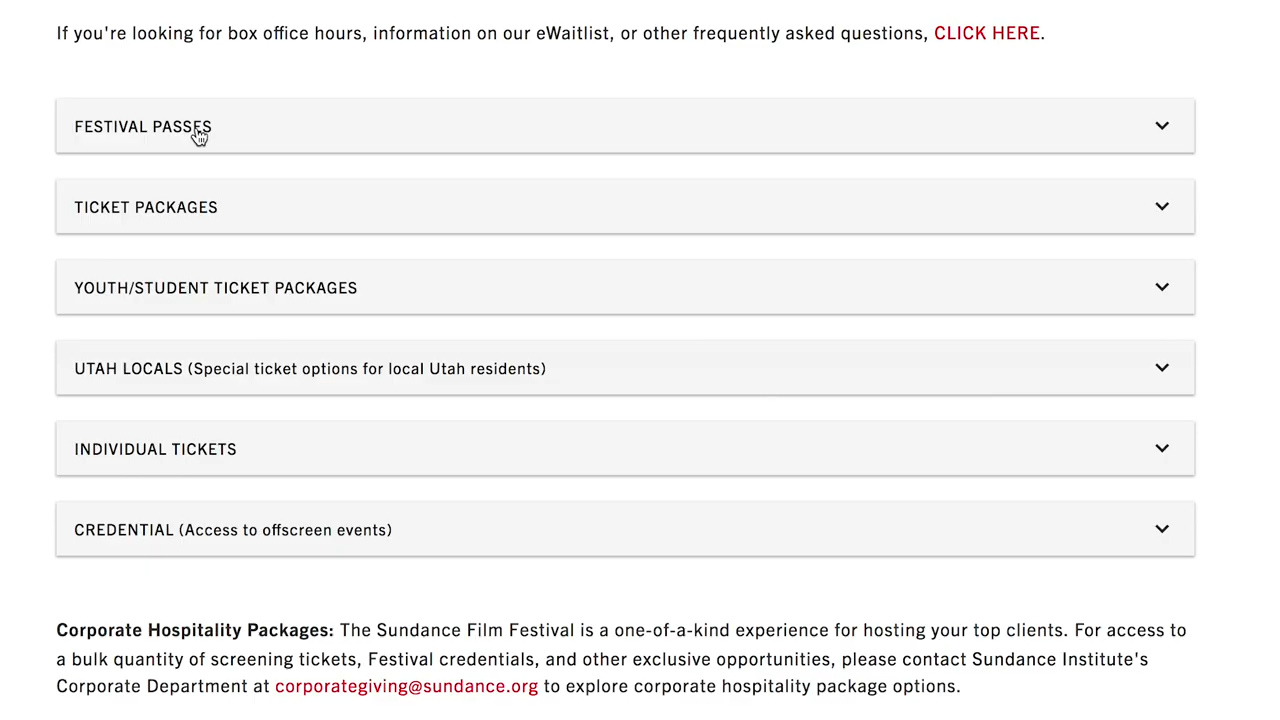 If you're looking for box office hours, information on our eWaitlist, or other frequently asked questions, CLICK HERE.
FESTIVAL PASSES
TICKET PACKAGES
YOUTH/STUDENT TICKET PACKAGES
UTAH LOCALS (Special ticket options for local Utah residents)
INDIVIDUAL TICKETS
CREDENTIAL (Access to offscreen events)
Corporate Hospitality Packages: The Sundance Film Festival is a one-of-a-kind experience for hosting your top clients. For access to
a bulk quantity of screening tickets, Festival credentials, and other exclusive opportunities, please contact Sundance Institute's
Corporate Department at corporategiving@sundance.org to explore corporate hospitality package options.